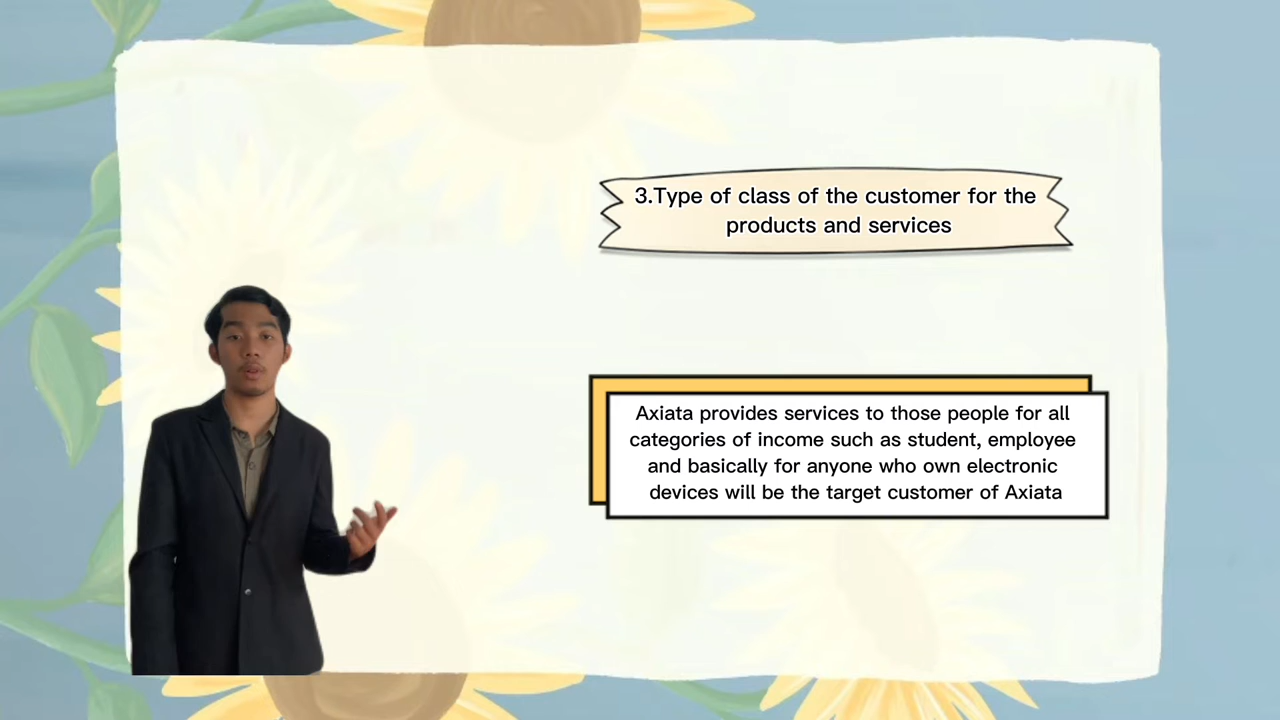 3.Type of class of the customer for the
products and services
Axiata provides services to those people for all
categories of income such as student, employee
and basically for anyone who own electronic
devices will be the target customer of Axiata